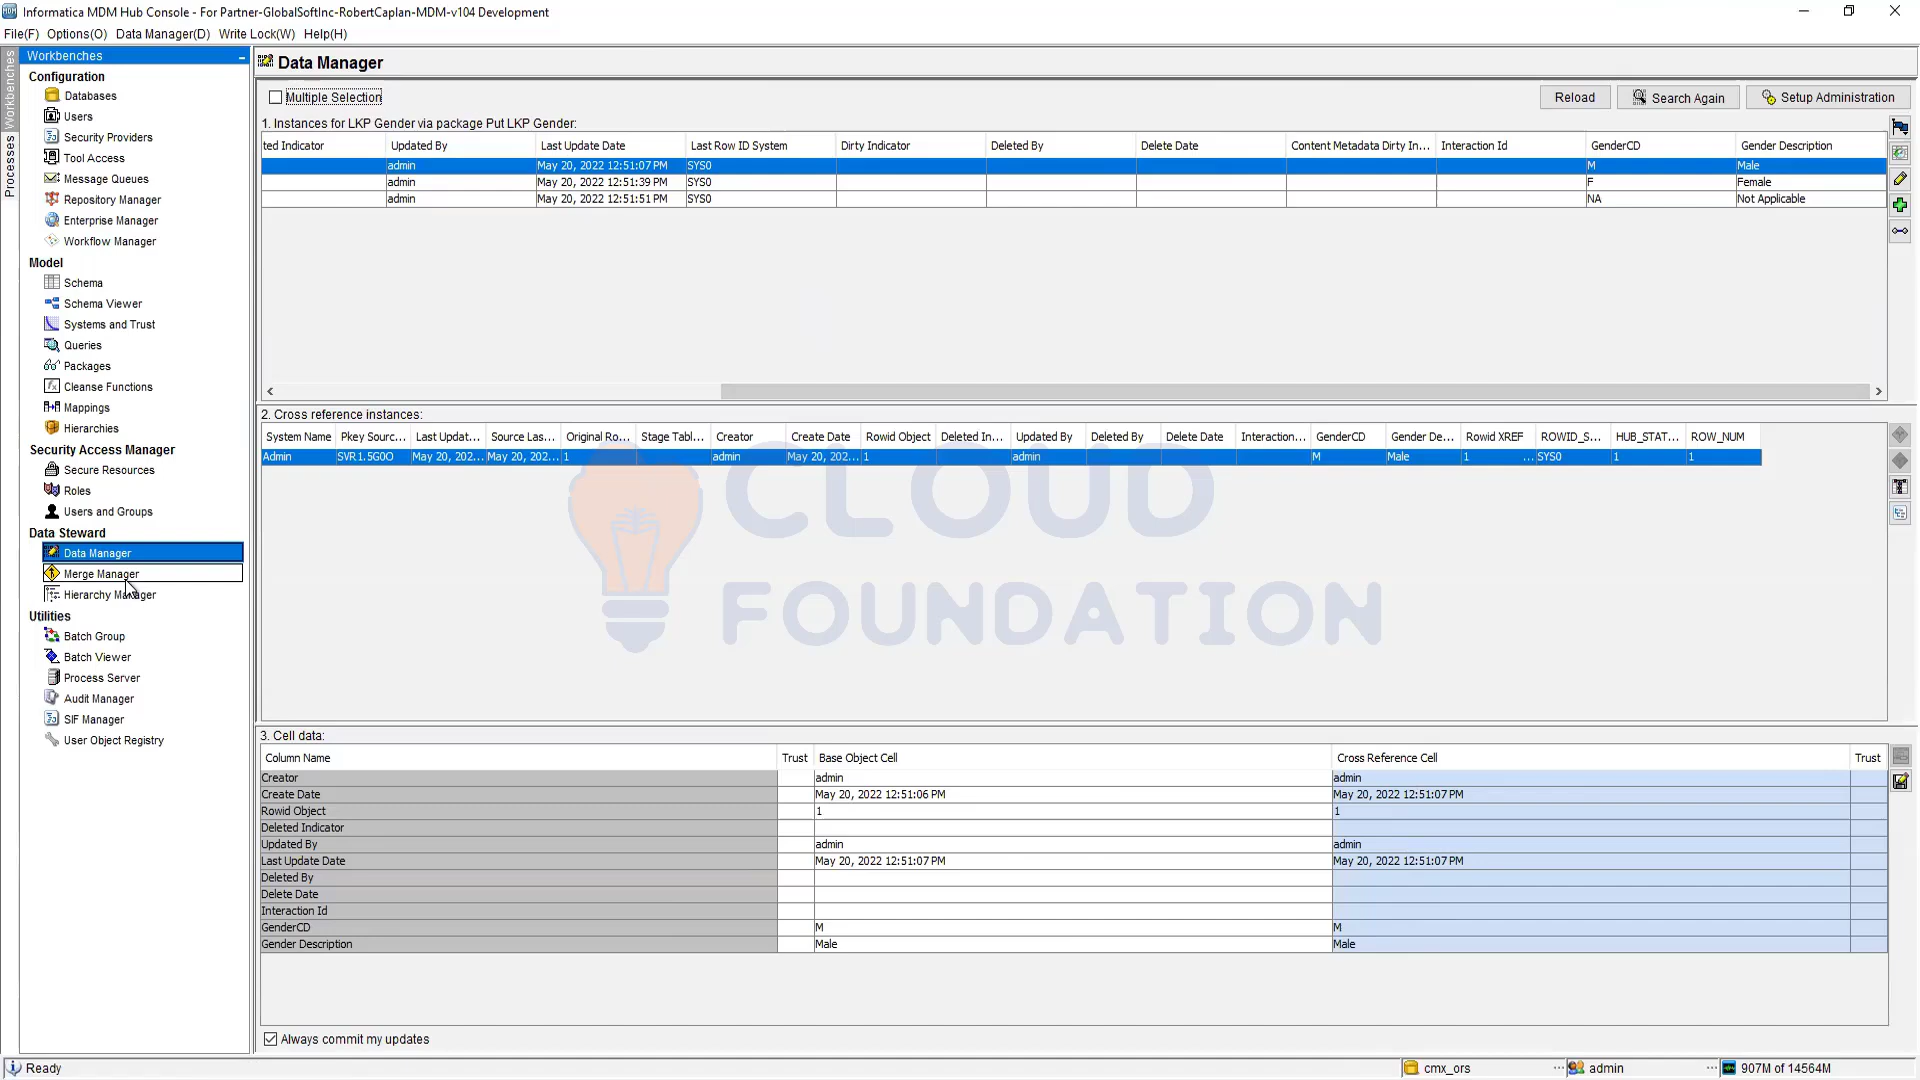 Informatica MDM Hub Console - For Partner-GlobalSoftInc-RobertCaplan-MDM-v104 Development
File(F) Options(O) Data Manager(D) Write Lock(W) Help(H)
Workbenches
Processes
Workbenches
Configuration
Databases
Users
Security Providers
Tool Access
Message Queues
Repository Manager
Enterprise Manager
Workflow Manager
Model
Schema
Schema Viewer
Systems and Trust
Queries
Packages
Cleanse Functions
Mappings
Hierarchies
Security Access Manager
Secure Resources
Roles
Users and Groups
Data Steward
Data Manager
Merge Manager
Hierarchy Manager
Utilities
Batch Group
Batch Viewer
Process Server
Audit Manager
SIF Manager
User Object Registry
Data Manager
Multiple Selection Reload Search Again Setup Administration
1. Instances for LKP Gender via package Put LKP Gender:
ted Indicator Updated By Last Update Date Last Row ID System Dirty Indicator Deleted By Delete Date Content Metadata Dirty In... Interaction Id GenderCD Gender Description
admin May 20, 2022 12:51:07 PM SYS0 M Male
admin May 20, 2022 12:51:39 PM SYS0 F Female
admin May 20, 2022 12:51:51 PM SYS0 NA Not Applicable
2. Cross reference instances:
System Name Pkey Sourc... Last Updat... Source Las... Original Ro... Stage Tabl... Creator Create Date Rowid Object Deleted In... Updated By Deleted By Delete Date Interaction... GenderCD Gender De... Rowid XREF ROWID_S... HUB_STAT... ROW_NUM
Admin SVR1.5G0O May 20, 202... May 20, 202... 1 admin May 20, 202... 1 admin M Male 1 ... SYS0 1 1
CLOUD
FOUNDATION
3. Cell data:
Column Name Trust Base Object Cell Cross Reference Cell Trust
Creator admin admin
Create Date May 20, 2022 12:51:06 PM May 20, 2022 12:51:07 PM
Rowid Object 1 1
Deleted Indicator
Updated By admin admin
Last Update Date May 20, 2022 12:51:07 PM May 20, 2022 12:51:07 PM
Deleted By
Delete Date
Interaction Id
GenderCD M M
Gender Description Male Male
Always commit my updates
Ready cmx_ors ... admin ... 907M of 14564M